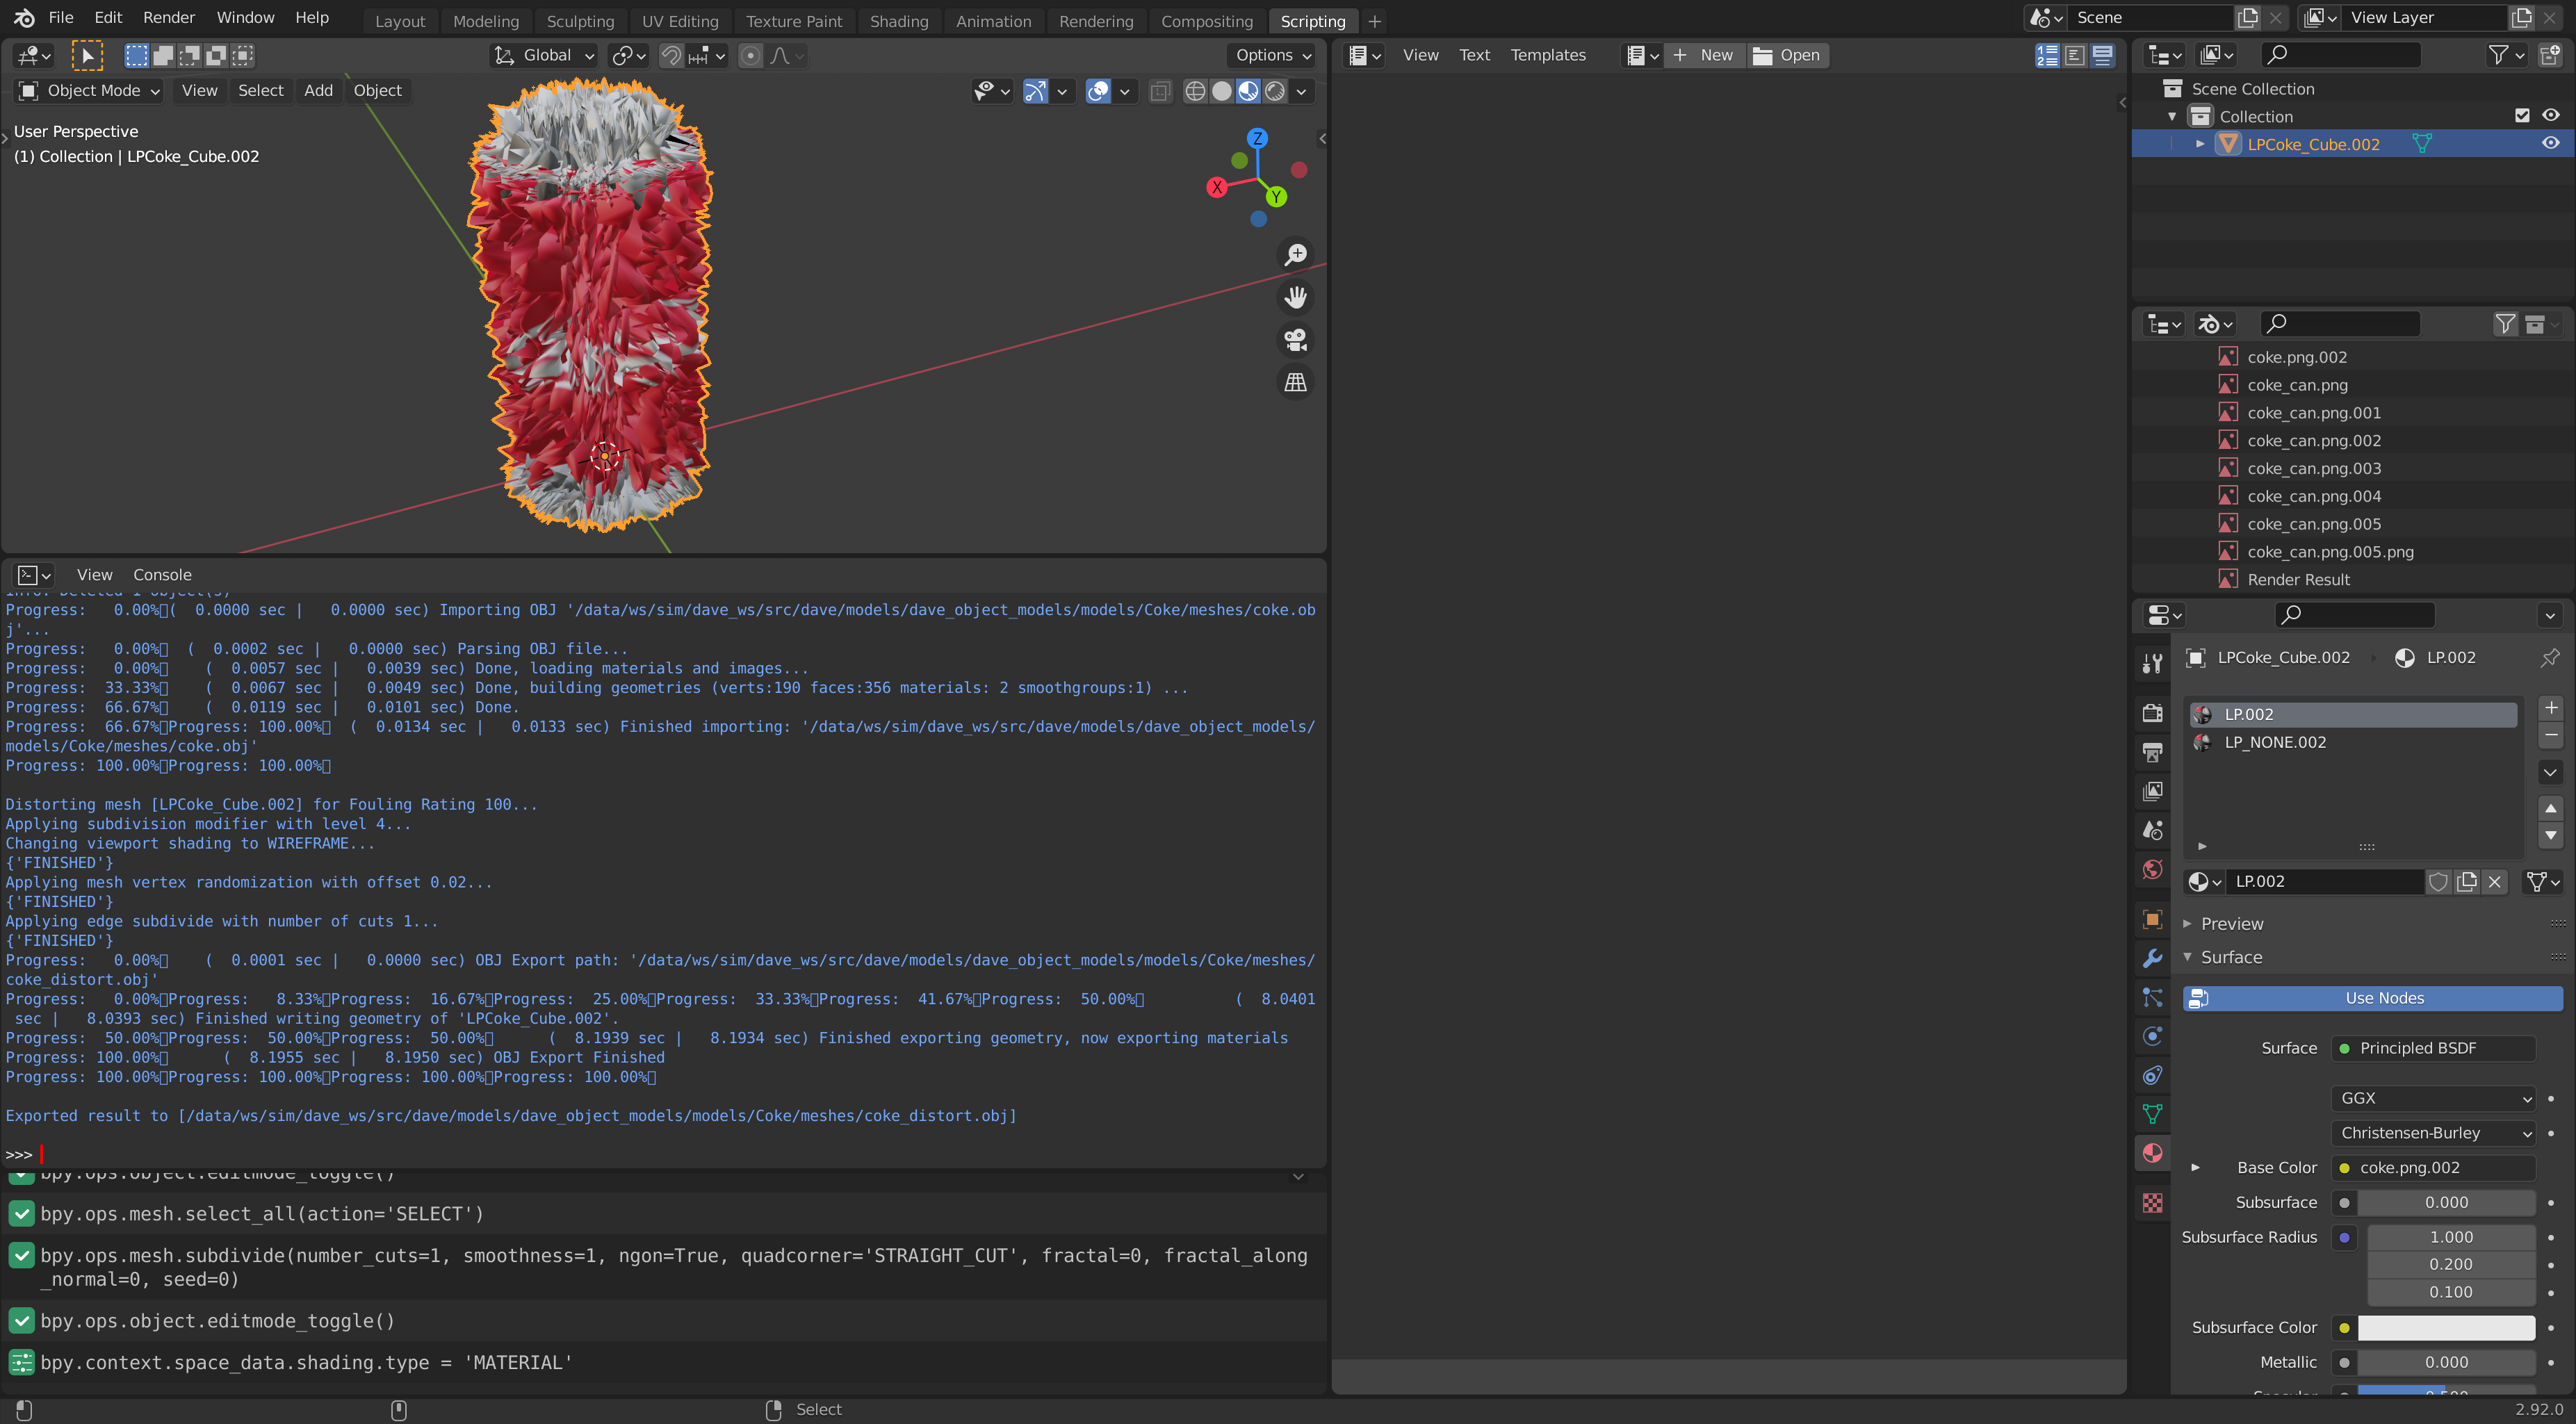 File Edit Render Window Help Layout Modeling Sculpting UV Editing Texture Paint Shading Animation Rendering Compositing Scripting + Scene View Layer
Global Options
Object Mode View Select Add Object
User Perspective
(1) Collection | LPCoke_Cube.002
Z
X
Y
View Console
Info: Deleted 1 object(s)
Progress:   0.00% (  0.0000 sec |   0.0000 sec) Importing OBJ '/data/ws/sim/dave_ws/src/dave/models/dave_object_models/models/Coke/meshes/coke.ob
j'...
Progress:   0.00%   (  0.0002 sec |   0.0000 sec) Parsing OBJ file...
Progress:   0.00%     (  0.0057 sec |   0.0039 sec) Done, loading materials and images...
Progress:  33.33%     (  0.0067 sec |   0.0049 sec) Done, building geometries (verts:190 faces:356 materials: 2 smoothgroups:1) ...
Progress:  66.67%     (  0.0119 sec |   0.0101 sec) Done.
Progress:  66.67% Progress: 100.00%   (  0.0134 sec |   0.0133 sec) Finished importing: '/data/ws/sim/dave_ws/src/dave/models/dave_object_models/
models/Coke/meshes/coke.obj'
Progress: 100.00% Progress: 100.00%
Distorting mesh [LPCoke_Cube.002] for Fouling Rating 100...
Applying subdivision modifier with level 4...
Changing viewport shading to WIREFRAME...
{'FINISHED'}
Applying mesh vertex randomization with offset 0.02...
{'FINISHED'}
Applying edge subdivide with number of cuts 1...
{'FINISHED'}
Progress:   0.00%     (  0.0001 sec |   0.0000 sec) OBJ Export path: '/data/ws/sim/dave_ws/src/dave/models/dave_object_models/models/Coke/meshes/
coke_distort.obj'
Progress:   0.00% Progress:   8.33% Progress:  16.67% Progress:  25.00% Progress:  33.33% Progress:  41.67% Progress:  50.00%           (  8.0401
 sec |   8.0393 sec) Finished writing geometry of 'LPCoke_Cube.002'.
Progress:  50.00% Progress:  50.00% Progress:  50.00%       (  8.1939 sec |   8.1934 sec) Finished exporting geometry, now exporting materials
Progress: 100.00%       (  8.1955 sec |   8.1950 sec) OBJ Export Finished
Progress: 100.00% Progress: 100.00% Progress: 100.00% Progress: 100.00%
Exported result to [/data/ws/sim/dave_ws/src/dave/models/dave_object_models/models/Coke/meshes/coke_distort.obj]
>>>
bpy.ops.object.editmode_toggle()
bpy.ops.mesh.select_all(action='SELECT')
bpy.ops.mesh.subdivide(number_cuts=1, smoothness=1, ngon=True, quadcorner='STRAIGHT_CUT', fractal=0, fractal_along
_normal=0, seed=0)
bpy.ops.object.editmode_toggle()
bpy.context.space_data.shading.type = 'MATERIAL'
View Text Templates + New Open
Scene Collection
Collection
LPCoke_Cube.002
coke.png.002
coke_can.png
coke_can.png.001
coke_can.png.002
coke_can.png.003
coke_can.png.004
coke_can.png.005
coke_can.png.005.png
Render Result
LPCoke_Cube.002 LP.002
LP.002
LP_NONE.002
LP.002
Preview
Surface
Use Nodes
Surface Principled BSDF
GGX
Christensen-Burley
Base Color coke.png.002
Subsurface 0.000
Subsurface Radius 1.000
0.200
0.100
Subsurface Color
Metallic 0.000
Specular 0.500
Select 2.92.0